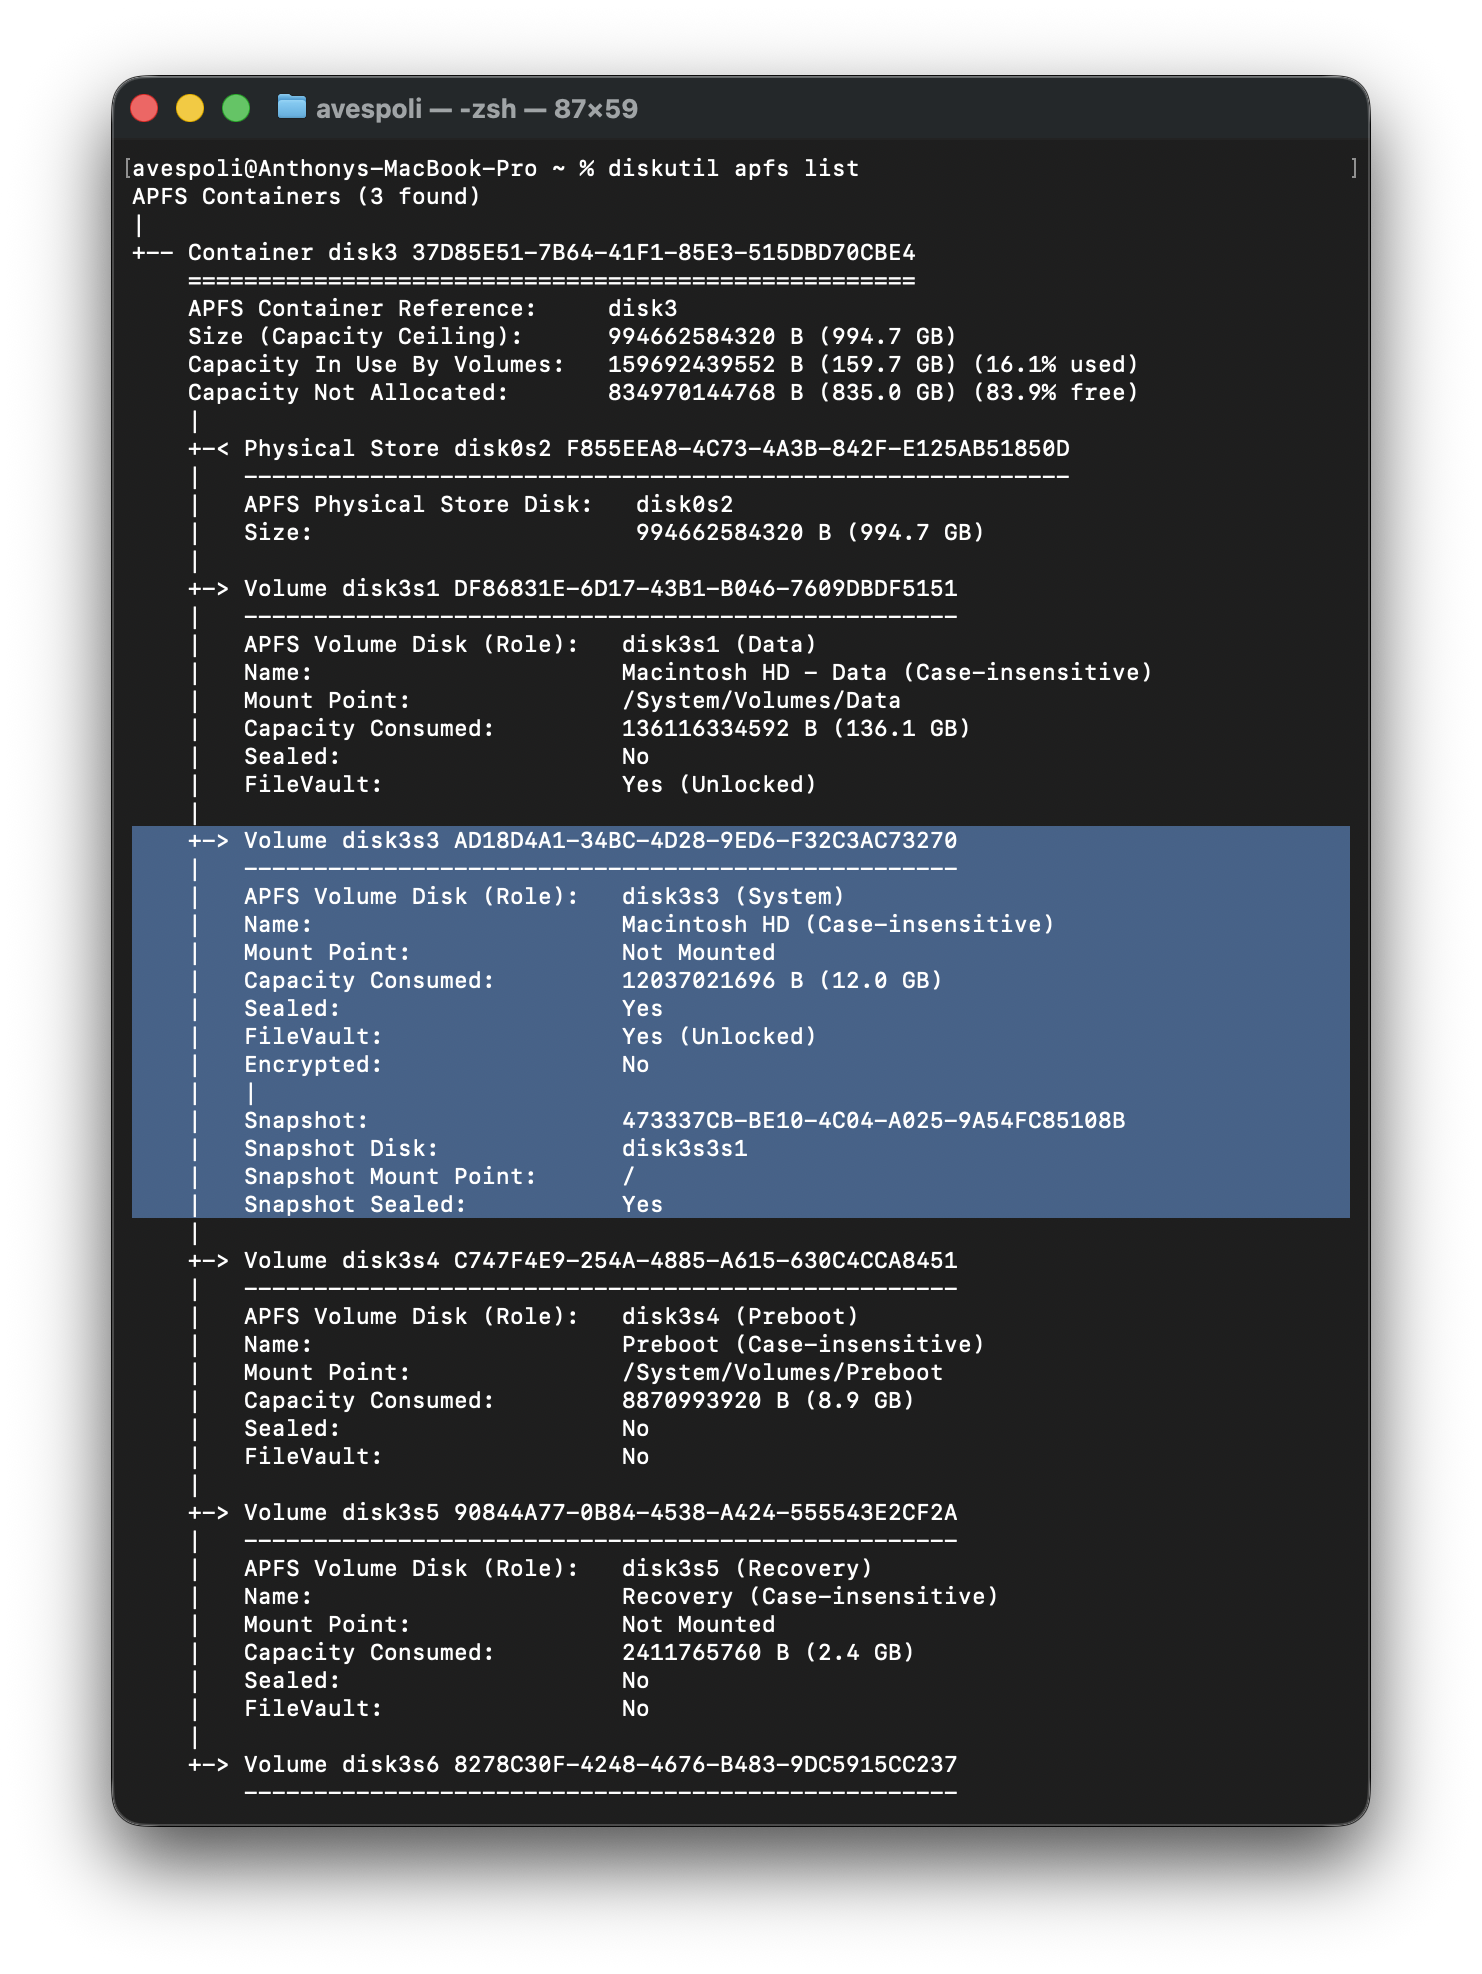 avespoli — -zsh — 87×59
[avespoli@Anthonys-MacBook-Pro ~ % diskutil apfs list ]
APFS Containers (3 found)
|
+-- Container disk3 37D85E51-7B64-41F1-85E3-515DBD70CBE4
    ====================================================
    APFS Container Reference:     disk3
    Size (Capacity Ceiling):      994662584320 B (994.7 GB)
    Capacity In Use By Volumes:   159692439552 B (159.7 GB) (16.1% used)
    Capacity Not Allocated:       834970144768 B (835.0 GB) (83.9% free)
    |
    +-< Physical Store disk0s2 F855EEA8-4C73-4A3B-842F-E125AB51850D
    |   -----------------------------------------------------------
    |   APFS Physical Store Disk:   disk0s2
    |   Size:                       994662584320 B (994.7 GB)
    |
    +-> Volume disk3s1 DF86831E-6D17-43B1-B046-7609DBDF5151
    |   ---------------------------------------------------
    |   APFS Volume Disk (Role):   disk3s1 (Data)
    |   Name:                      Macintosh HD - Data (Case-insensitive)
    |   Mount Point:               /System/Volumes/Data
    |   Capacity Consumed:         136116334592 B (136.1 GB)
    |   Sealed:                    No
    |   FileVault:                 Yes (Unlocked)
    |
    +-> Volume disk3s3 AD18D4A1-34BC-4D28-9ED6-F32C3AC73270
    |   ---------------------------------------------------
    |   APFS Volume Disk (Role):   disk3s3 (System)
    |   Name:                      Macintosh HD (Case-insensitive)
    |   Mount Point:               Not Mounted
    |   Capacity Consumed:         12037021696 B (12.0 GB)
    |   Sealed:                    Yes
    |   FileVault:                 Yes (Unlocked)
    |   Encrypted:                 No
    |   |
    |   Snapshot:                  473337CB-BE10-4C04-A025-9A54FC85108B
    |   Snapshot Disk:             disk3s3s1
    |   Snapshot Mount Point:      /
    |   Snapshot Sealed:           Yes
    |
    +-> Volume disk3s4 C747F4E9-254A-4885-A615-630C4CCA8451
    |   ---------------------------------------------------
    |   APFS Volume Disk (Role):   disk3s4 (Preboot)
    |   Name:                      Preboot (Case-insensitive)
    |   Mount Point:               /System/Volumes/Preboot
    |   Capacity Consumed:         8870993920 B (8.9 GB)
    |   Sealed:                    No
    |   FileVault:                 No
    |
    +-> Volume disk3s5 90844A77-0B84-4538-A424-555543E2CF2A
    |   ---------------------------------------------------
    |   APFS Volume Disk (Role):   disk3s5 (Recovery)
    |   Name:                      Recovery (Case-insensitive)
    |   Mount Point:               Not Mounted
    |   Capacity Consumed:         2411765760 B (2.4 GB)
    |   Sealed:                    No
    |   FileVault:                 No
    |
    +-> Volume disk3s6 8278C30F-4248-4676-B483-9DC5915CC237
        ---------------------------------------------------